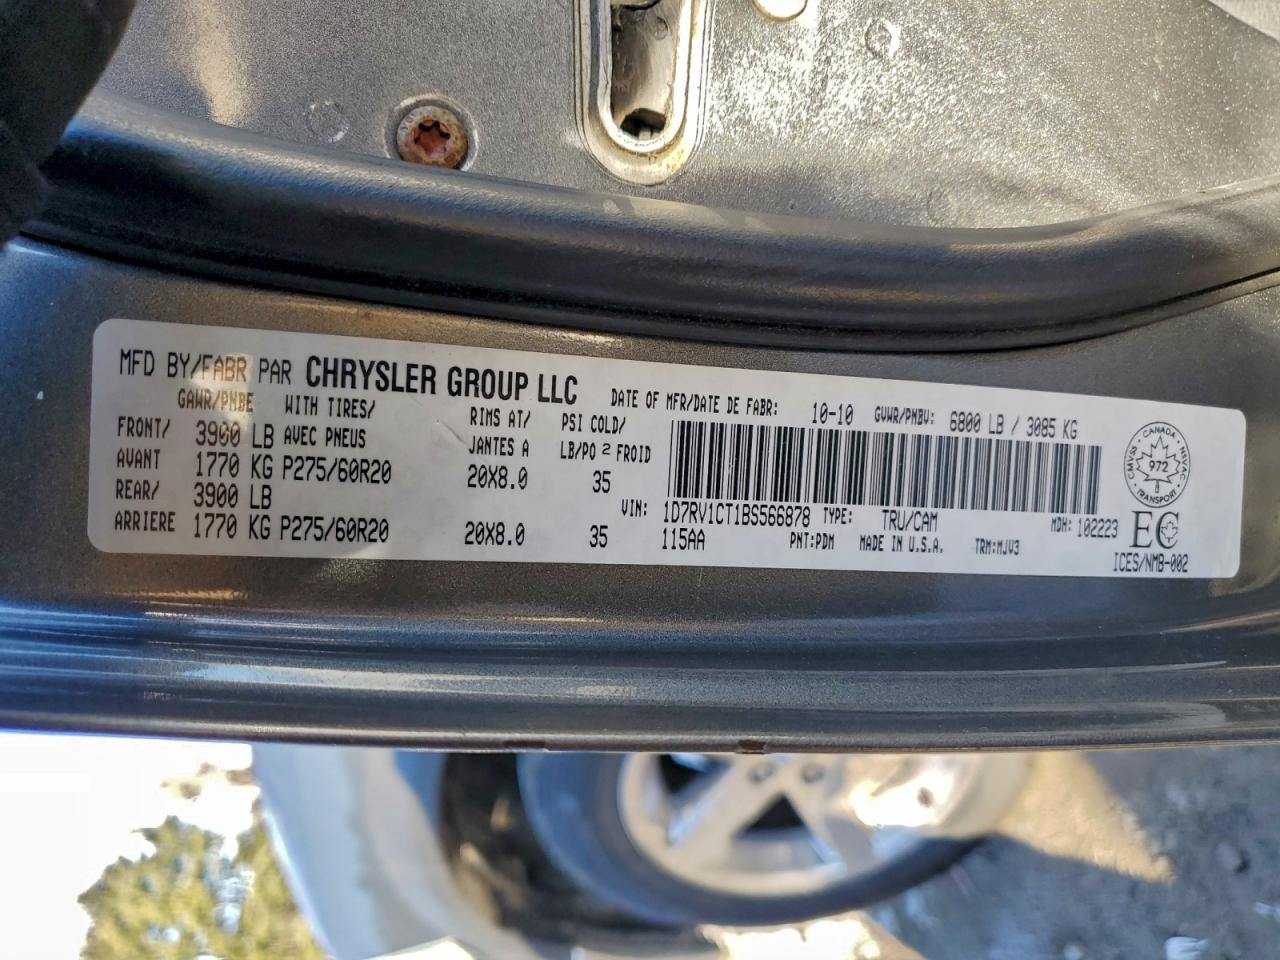 MFD BY/FABR PAR CHRYSLER GROUP LLC
DATE OF MFR/DATE DE FABR: 10-10 GVWR/PNBV: 6800 LB / 3085 KG
GAWR/PNBE WITH TIRES/ RIMS AT/ PSI COLD/
FRONT/ 3900 LB AVEC PNEUS JANTES A LB/PO² FROID
AVANT 1770 KG P275/60R20 20X8.0 35
REAR/ 3900 LB
ARRIERE 1770 KG P275/60R20 20X8.0 35
VIN: 1D7RV1CT1BS566878 TYPE: TRU/CAM MDH: 102223
115AA PNT:PDM MADE IN U.S.A. TRM:MJV3
CMVSS · CANADA · NSVAC
972
TRANSPORT
EC
ICES/NMB-002